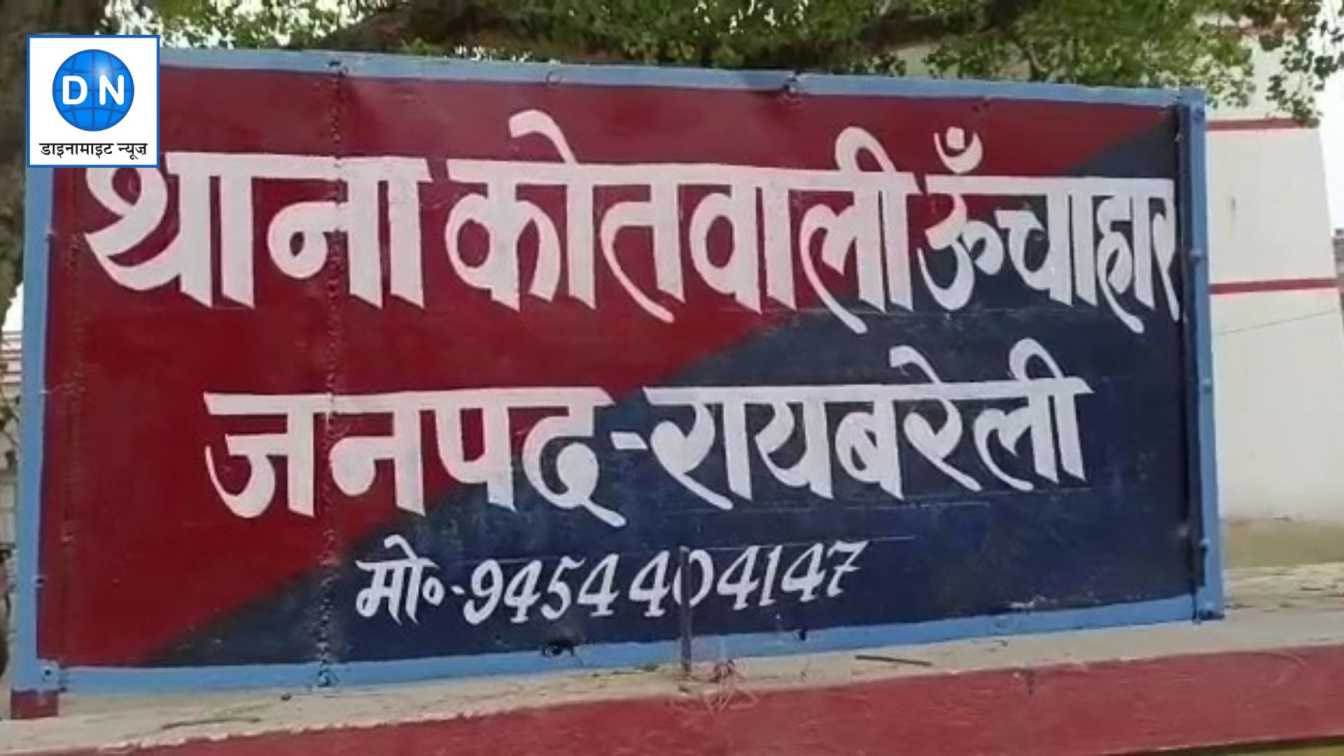 DN
डाइनामाइट न्यूज
थाना कोतवाली ऊँचाहार
जनपद-रायबरेली
मो०-9454404147